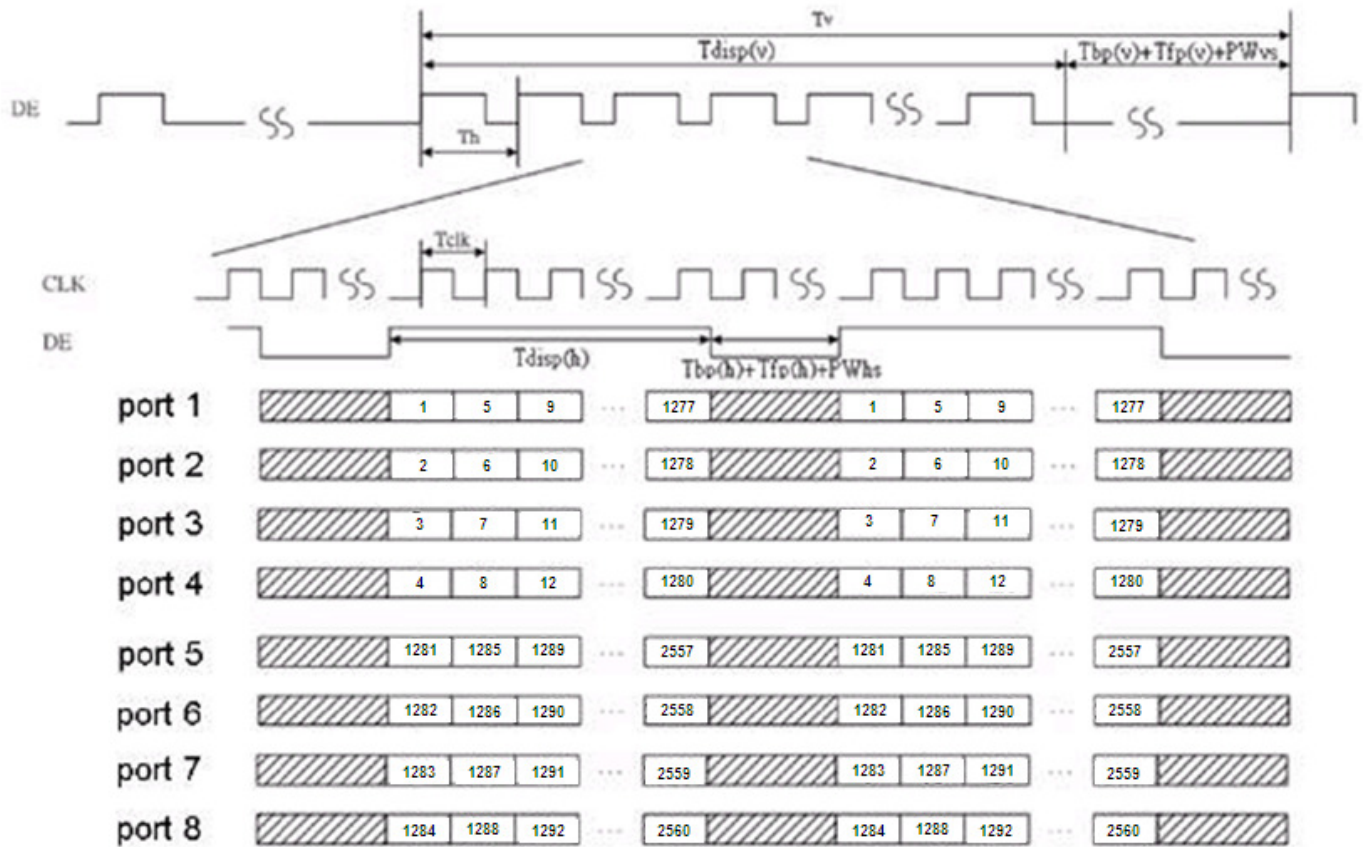 Tv
Tdisp(v)
Tbp(v)+Tfp(v)+PWvs
DE
Th
Tclk
CLK
DE
Tdisp(h)
Tbp(h)+Tfp(h)+PWhs
port 1 1 5 9 ... 1277 1 5 9 ... 1277
port 2 2 6 10 ... 1278 2 6 10 ... 1278
port 3 3 7 11 ... 1279 3 7 11 ... 1279
port 4 4 8 12 ... 1280 4 8 12 ... 1280
port 5 1281 1285 1289 ... 2557 1281 1285 1289 ... 2557
port 6 1282 1286 1290 ... 2558 1282 1286 1290 ... 2558
port 7 1283 1287 1291 ... 2559 1283 1287 1291 ... 2559
port 8 1284 1288 1292 ... 2560 1284 1288 1292 ... 2560